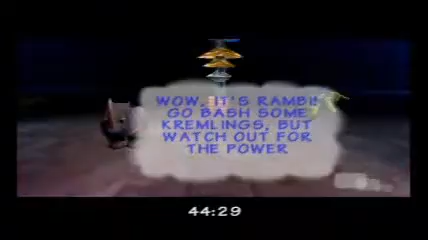 WOW, IT'S RAMBI!
GO BASH SOME
KREMLINGS, BUT
WATCH OUT FOR
THE POWER
44:29